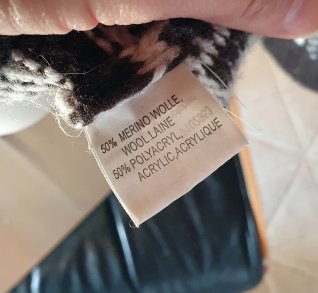 50% MERINO WOLLE,
WOOL LAINE
50% POLYACRYL,
ACRYLIC,ACRYLIQUE